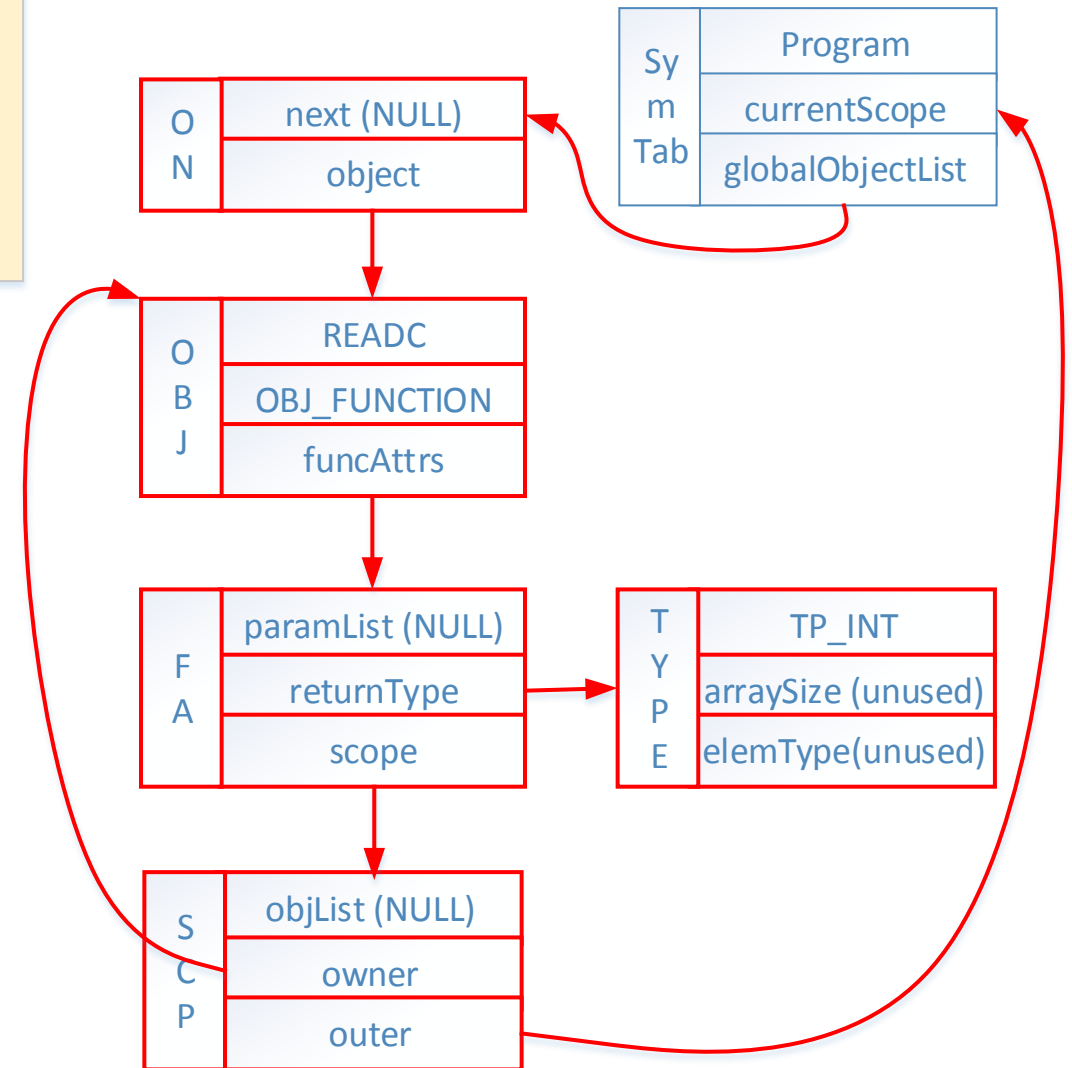 Sy
m
Tab
Program
currentScope
globalObjectList
O
N
next (NULL)
object
O
B
J
READC
OBJ_FUNCTION
funcAttrs
F
A
paramList (NULL)
returnType
scope
T
Y
P
E
TP_INT
arraySize (unused)
elemType(unused)
S
C
P
objList (NULL)
owner
outer